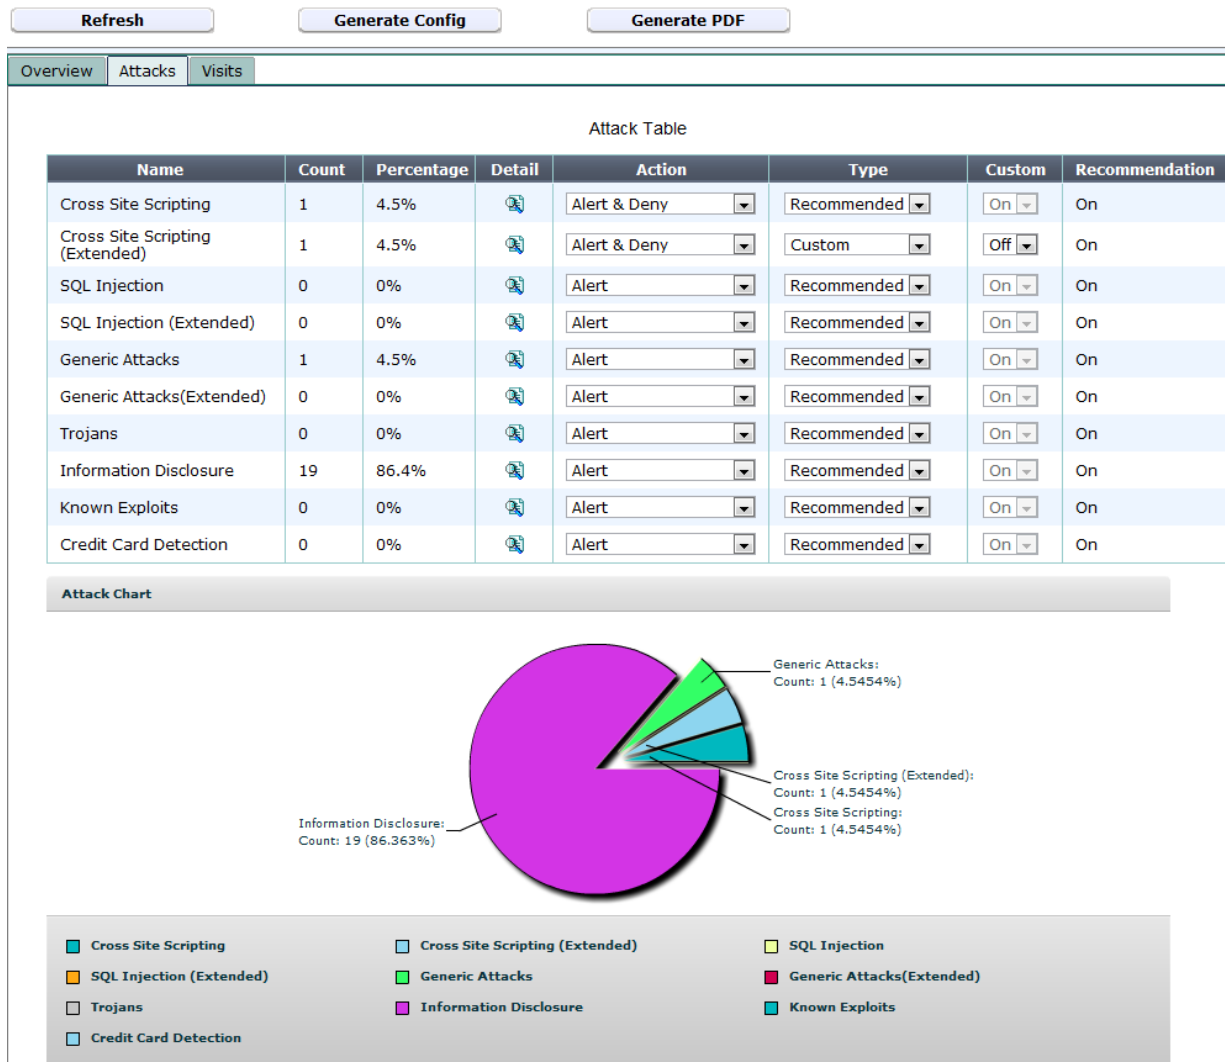 Refresh Generate Config Generate PDF
Overview Attacks Visits
Attack Table
Name Count Percentage Detail Action Type Custom Recommendation
Cross Site Scripting 1 4.5% Alert & Deny Recommended On On
Cross Site Scripting
(Extended) 1 4.5% Alert & Deny Custom Off On
SQL Injection 0 0% Alert Recommended On On
SQL Injection (Extended) 0 0% Alert Recommended On On
Generic Attacks 1 4.5% Alert Recommended On On
Generic Attacks(Extended) 0 0% Alert Recommended On On
Trojans 0 0% Alert Recommended On On
Information Disclosure 19 86.4% Alert Recommended On On
Known Exploits 0 0% Alert Recommended On On
Credit Card Detection 0 0% Alert Recommended On On
Attack Chart
Generic Attacks:
Count: 1 (4.5454%)
Cross Site Scripting (Extended):
Count: 1 (4.5454%)
Cross Site Scripting:
Count: 1 (4.5454%)
Information Disclosure:
Count: 19 (86.363%)
Cross Site Scripting Cross Site Scripting (Extended) SQL Injection
SQL Injection (Extended) Generic Attacks Generic Attacks(Extended)
Trojans Information Disclosure Known Exploits
Credit Card Detection